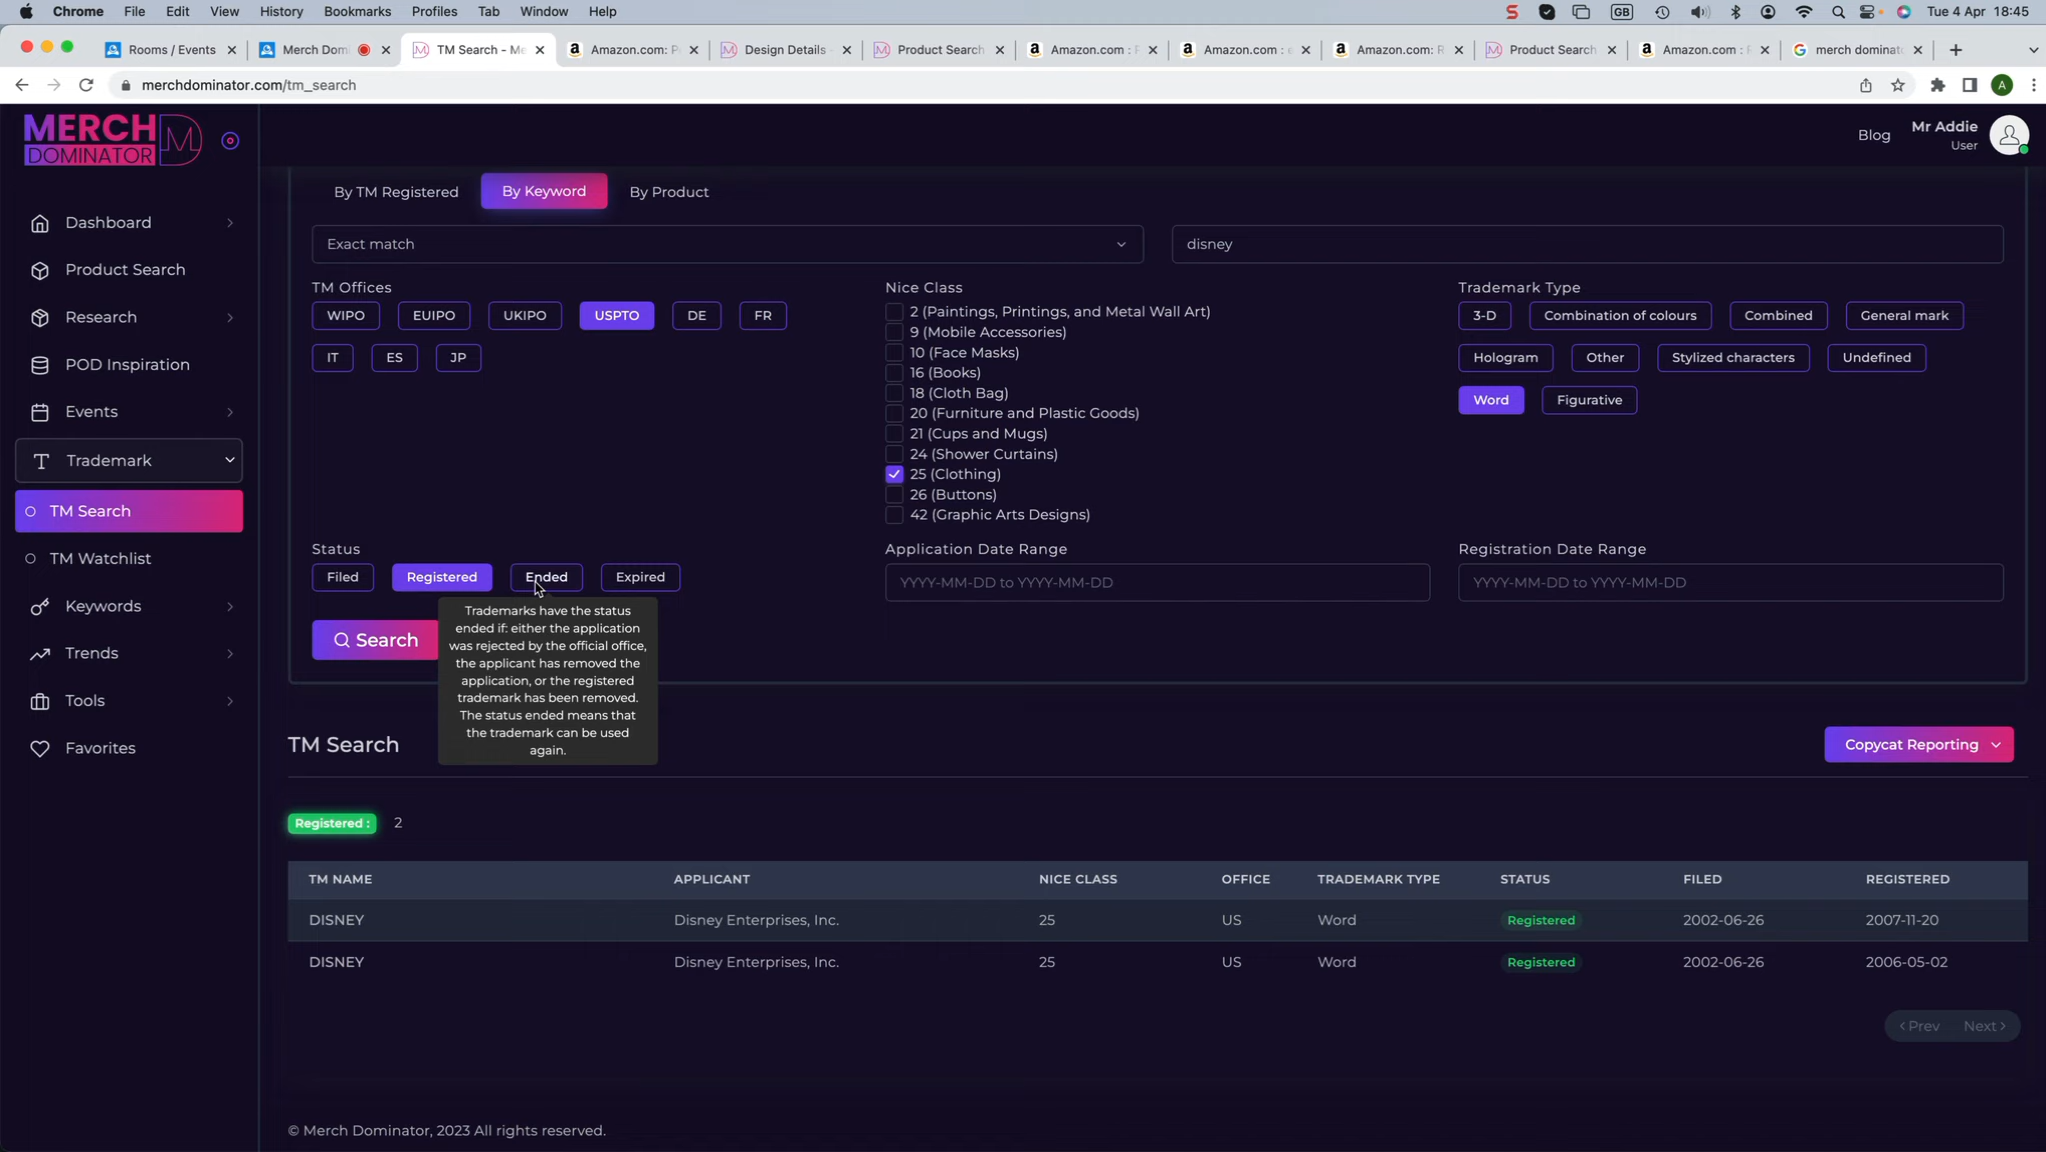 Chrome File Edit View History Bookmarks Profiles Tab Window Help
GB Tue 4 Apr 18:45
Rooms / Events Merch Dom TM Search - Me Amazon.com: P Design Details - Product Search Amazon.com : F Amazon.com : e Amazon.com: R Product Search Amazon.com : F merch dominat
merchdominator.com/tm_search
A
MERCH
DOMINATOR
Blog
Mr Addie
User
Dashboard
Product Search
Research
POD Inspiration
Events
Trademark
TM Search
TM Watchlist
Keywords
Trends
Tools
Favorites
By TM Registered By Keyword By Product
Exact match
disney
TM Offices
WIPO EUIPO UKIPO USPTO DE FR
IT ES JP
Nice Class
2 (Paintings, Printings, and Metal Wall Art)
9 (Mobile Accessories)
10 (Face Masks)
16 (Books)
18 (Cloth Bag)
20 (Furniture and Plastic Goods)
21 (Cups and Mugs)
24 (Shower Curtains)
25 (Clothing)
26 (Buttons)
42 (Graphic Arts Designs)
Trademark Type
3-D Combination of colours Combined General mark
Hologram Other Stylized characters Undefined
Word Figurative
Status
Filed Registered Ended Expired
Application Date Range
YYYY-MM-DD to YYYY-MM-DD
Registration Date Range
YYYY-MM-DD to YYYY-MM-DD
Search
Trademarks have the status
ended if: either the application
was rejected by the official office,
the applicant has removed the
application, or the registered
trademark has been removed.
The status ended means that
the trademark can be used
again.
TM Search
Copycat Reporting
Registered : 2
TM NAME APPLICANT NICE CLASS OFFICE TRADEMARK TYPE STATUS FILED REGISTERED
DISNEY Disney Enterprises, Inc. 25 US Word Registered 2002-06-26 2007-11-20
DISNEY Disney Enterprises, Inc. 25 US Word Registered 2002-06-26 2006-05-02
Prev Next
© Merch Dominator, 2023 All rights reserved.